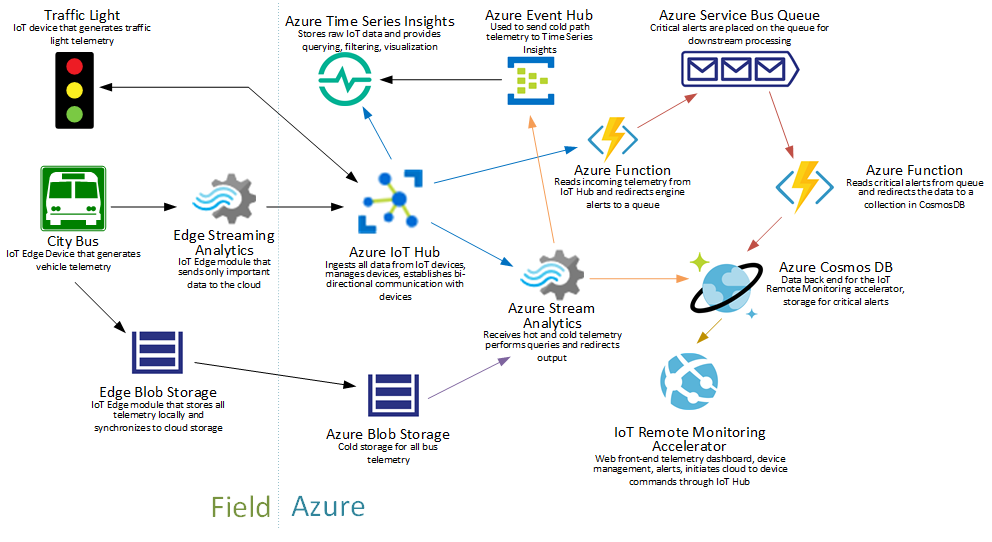 Traffic Light
IoT device that generates traffic
light telemetry
Azure Time Series Insights
Stores raw IoT data and provides
querying, filtering, visualization
Azure Event Hub
Used to send cold path
telemetry to Time Series
Insights
Azure Service Bus Queue
Critical alerts are placed on the queue for
downstream processing
City Bus
IoT Edge Device that generates
vehicle telemetry
Edge Streaming
Analytics
IoT Edge module that
sends only important
data to the cloud
Azure IoT Hub
Ingests all data from IoT devices,
manages devices, establishes bi-
directional communication with
devices
Azure Function
Reads incoming telemetry from
IoT Hub and redirects engine
alerts to a queue
Azure Function
Reads critical alerts from queue
and redirects the data to a
collection in CosmosDB
Azure Stream
Analytics
Receives hot and cold telemetry
performs queries and redirects
output
Azure Cosmos DB
Data back end for the IoT
Remote Monitoring accelerator,
storage for critical alerts
Edge Blob Storage
IoT Edge module that stores all
telemetry locally and
synchronizes to cloud storage
Azure Blob Storage
Cold storage for all bus
telemetry
IoT Remote Monitoring
Accelerator
Web front-end telemetry dashboard, device
management, alerts, initiates cloud to device
commands through IoT Hub
Field
Azure